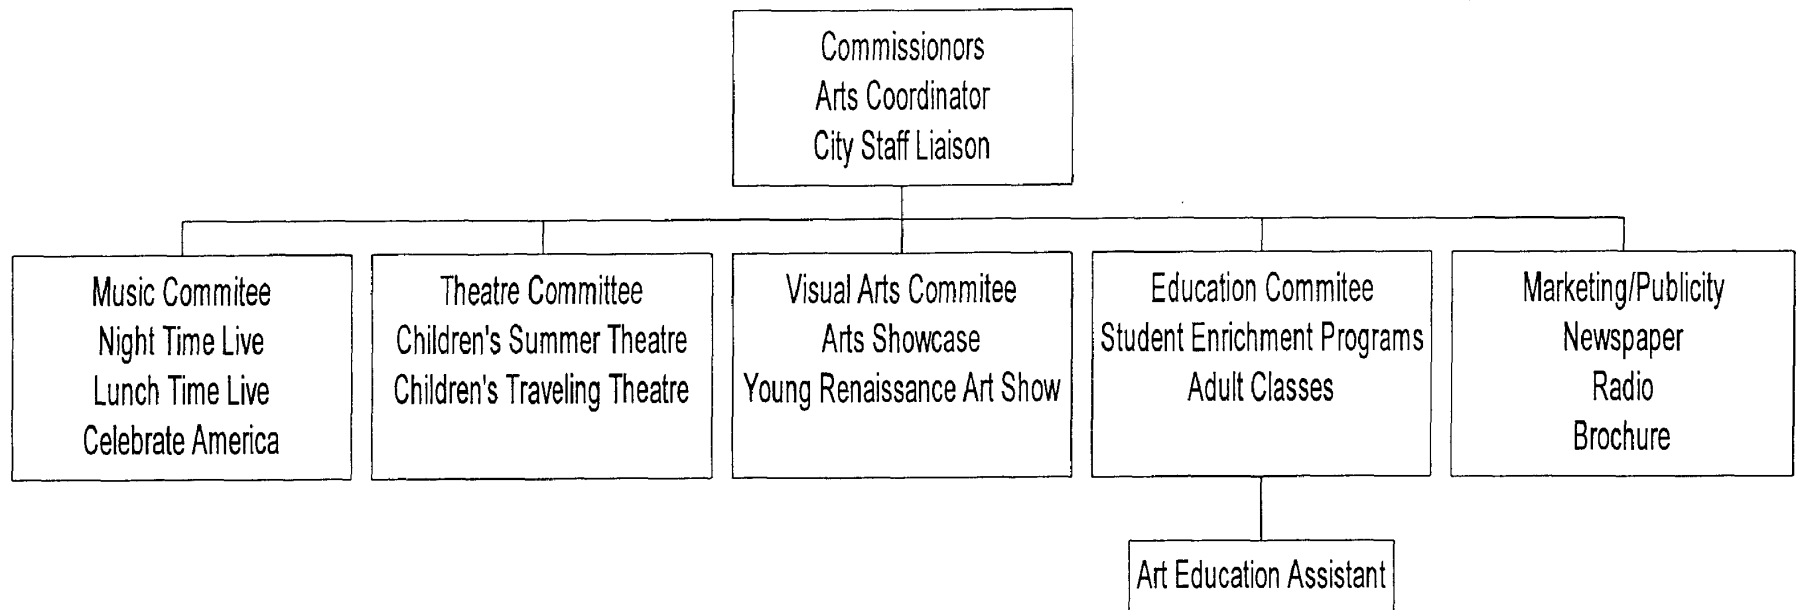 Commissionors
Arts Coordinator
City Staff Liaison
Music Commitee
Night Time Live
Lunch Time Live
Celebrate America
Theatre Committee
Children's Summer Theatre
Children's Traveling Theatre
Visual Arts Commitee
Arts Showcase
Young Renaissance Art Show
Education Commitee
Student Enrichment Programs
Adult Classes
Marketing/Publicity
Newspaper
Radio
Brochure
Art Education Assistant